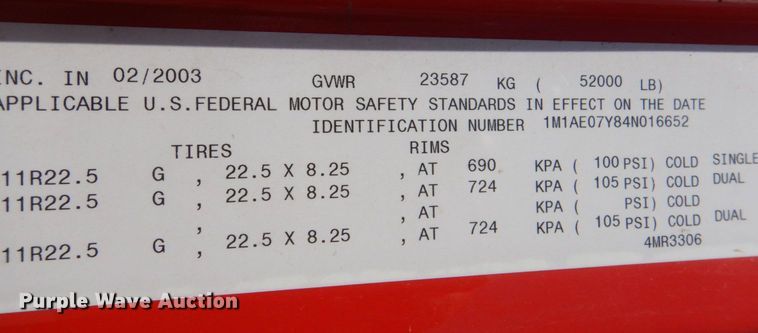 INC. IN 02/2003 GVWR 23587 KG ( 52000 LB)
APPLICABLE U.S.FEDERAL MOTOR SAFETY STANDARDS IN EFFECT ON THE DATE
IDENTIFICATION NUMBER 1M1AE07Y84N016652
TIRES RIMS
11R22.5 G , 22.5 X 8.25 , AT 690 KPA ( 100 PSI) COLD SINGLE
11R22.5 G , 22.5 X 8.25 , AT 724 KPA ( 105 PSI) COLD DUAL
, , AT KPA ( PSI) COLD
11R22.5 G , 22.5 X 8.25 , AT 724 KPA ( 105 PSI) COLD DUAL
4MR3306
Purple Wave Auction